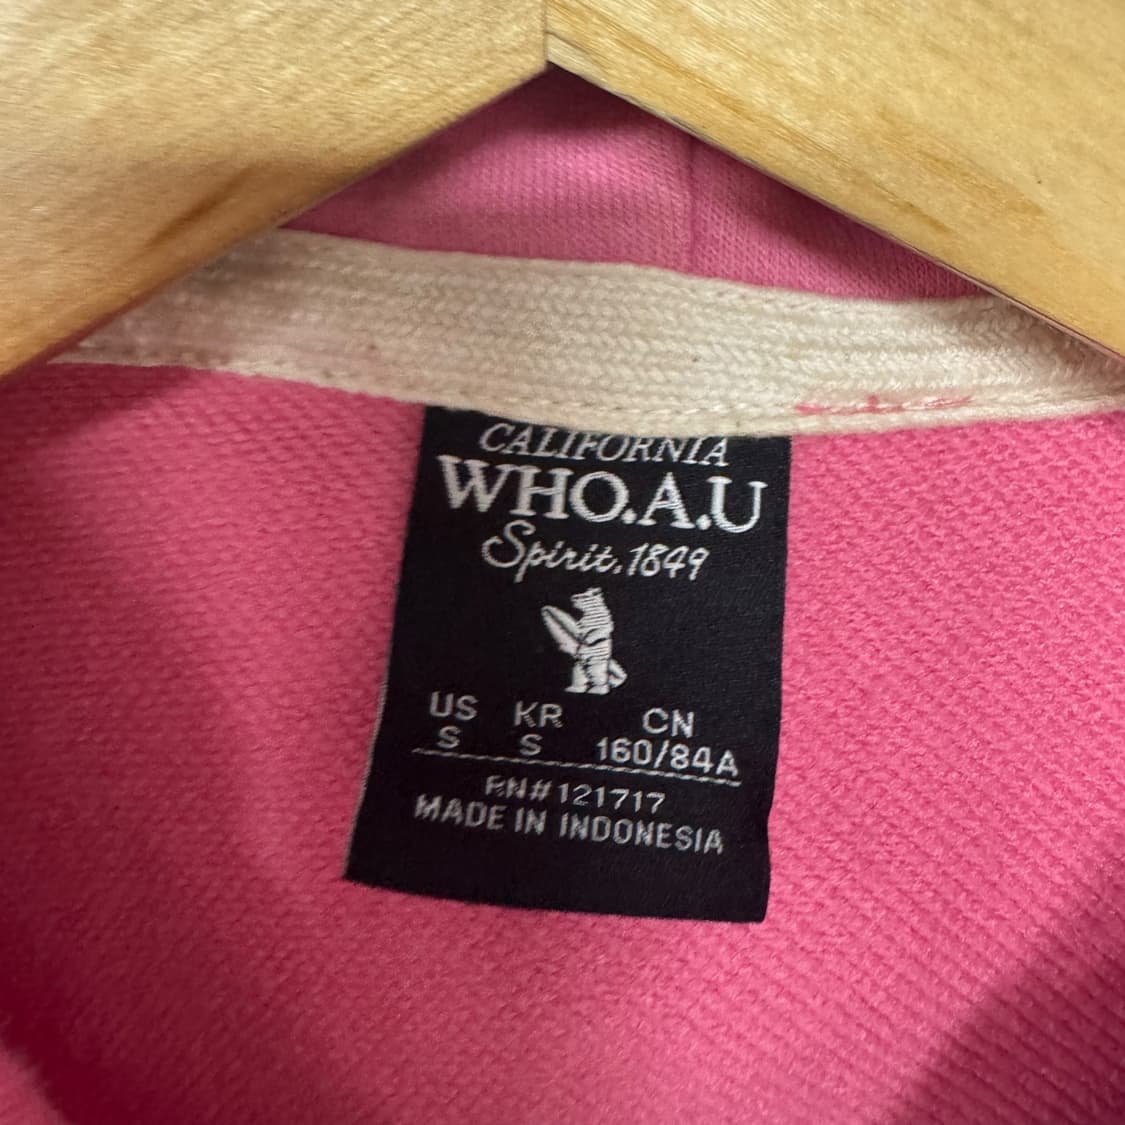 CALIFORNIA
WHO.A.U
Spirit.1849
US KR CN
S S 160/84A
RN#121717
MADE IN INDONESIA